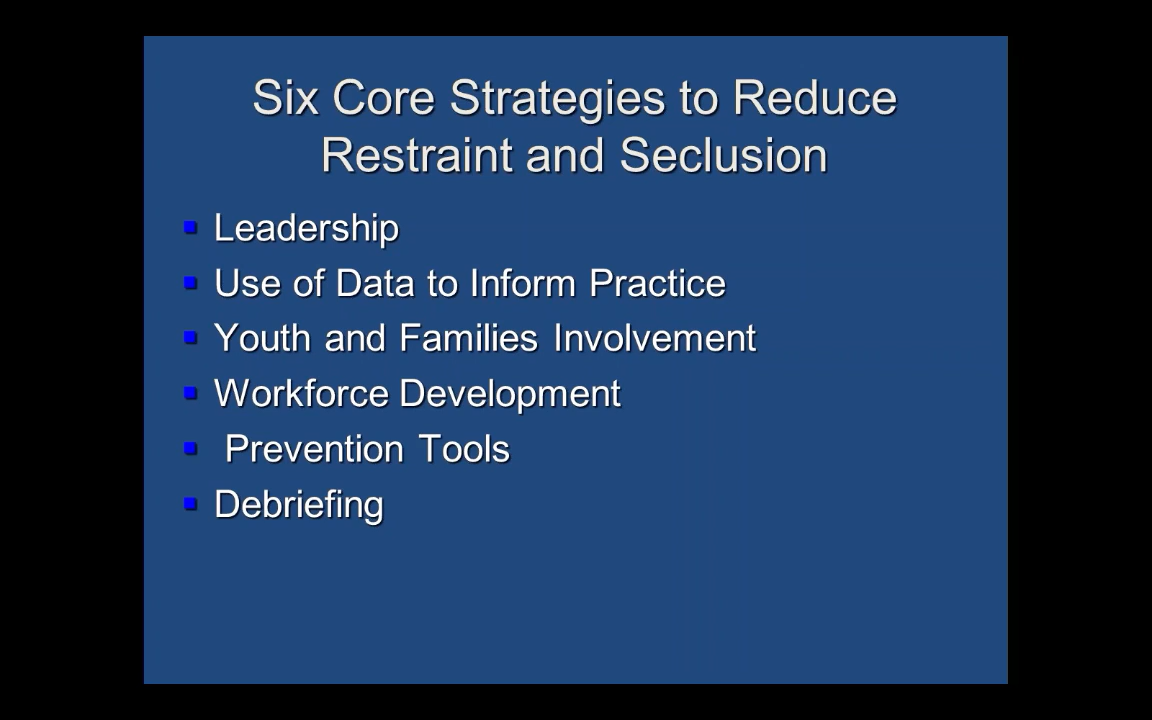 Six Core Strategies to Reduce
Restraint and Seclusion
Leadership
Use of Data to Inform Practice
Youth and Families Involvement
Workforce Development
Prevention Tools
Debriefing